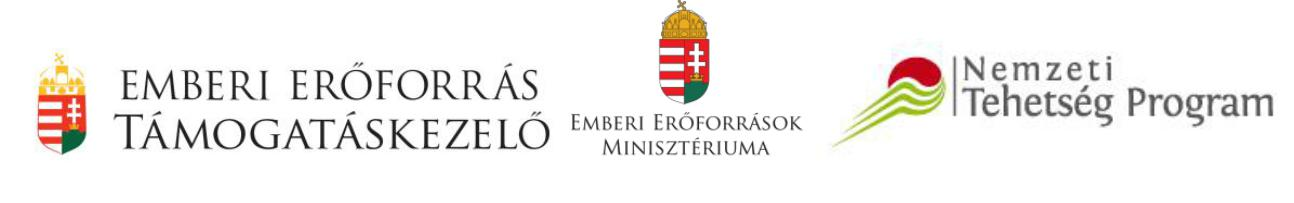 EMBERI ERŐFORRÁS
TÁMOGATÁSKEZELŐ
EMBERI ERŐFORRÁSOK
MINISZTÉRIUMA
Nemzeti
Tehetség Program